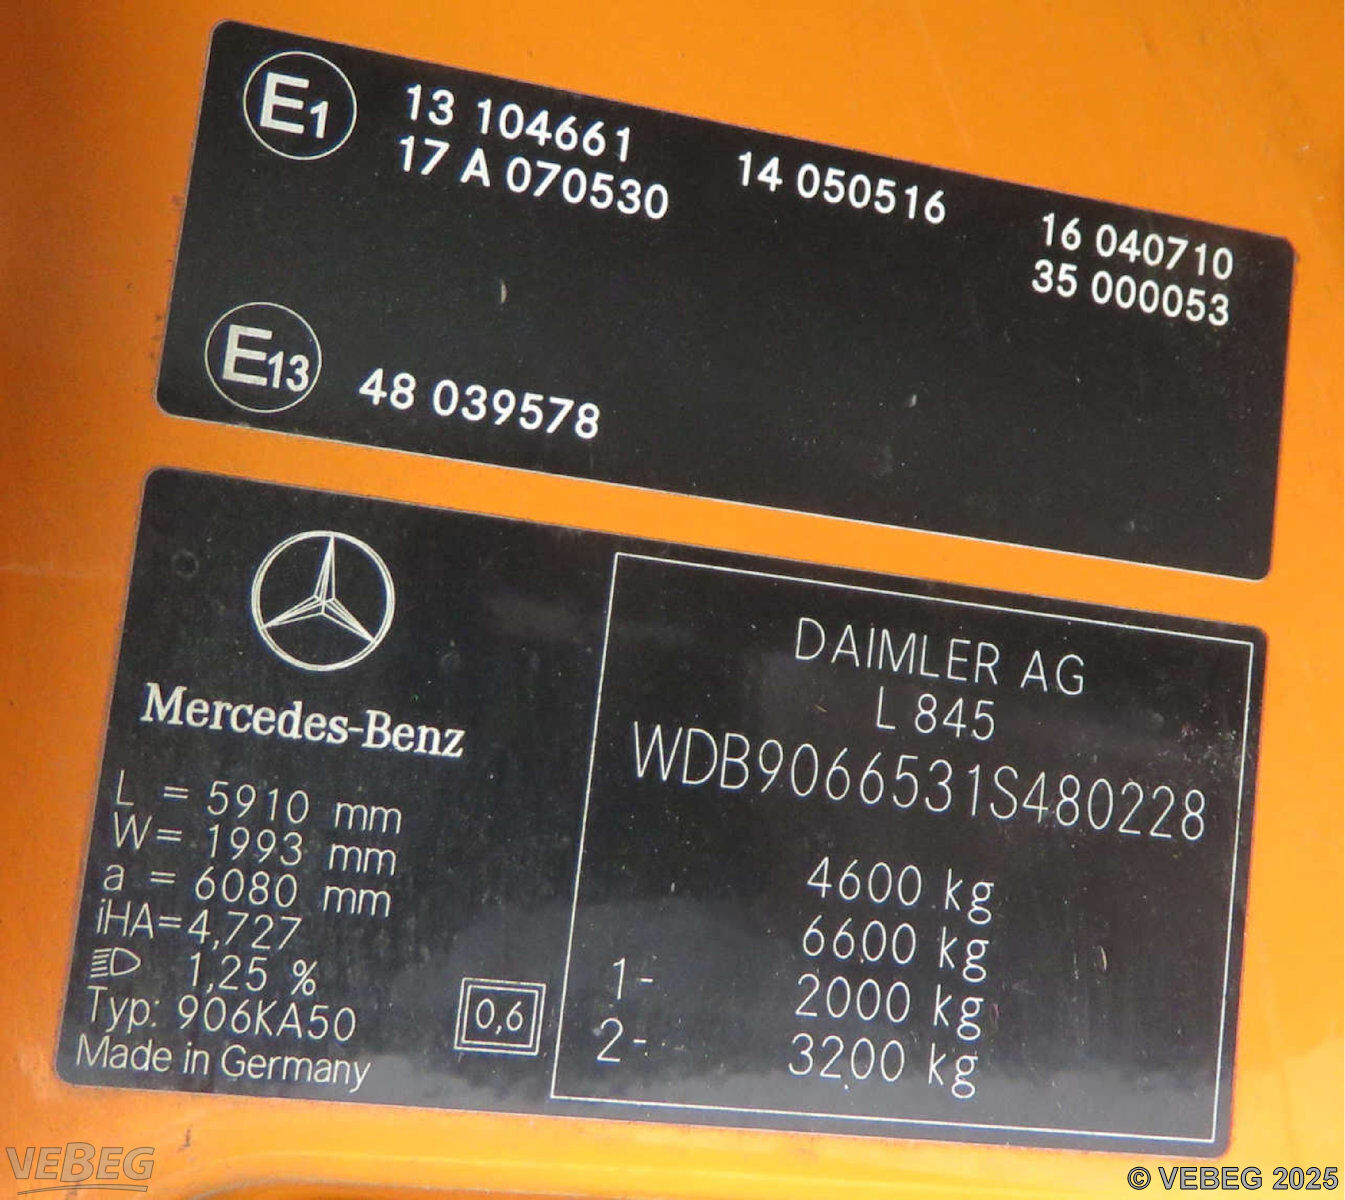 E1 13 104661 14 050516 16 040710
17 A 070530 35 000053
E13 48 039578
Mercedes-Benz
L = 5910 mm
W= 1993 mm
a = 6080 mm
iHA=4,727
1,25 %
Typ: 906KA50
Made in Germany
0,6
DAIMLER AG
L 845
WDB9066531S480228
4600 kg
6600 kg
1- 2000 kg
2- 3200 kg
VEBEG
© VEBEG 2025